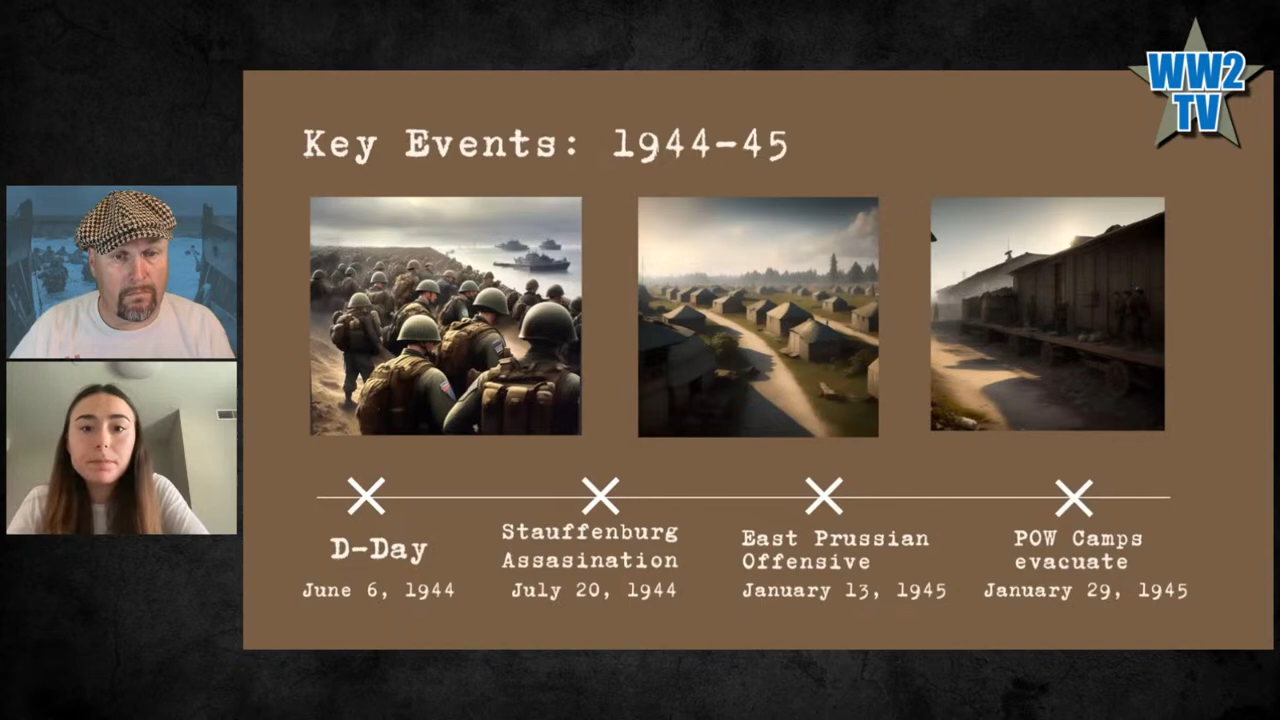 WW2
TV
Key Events: 1944-45
D-Day
June 6, 1944
Stauffenburg
Assasination
July 20, 1944
East Prussian
Offensive
January 13, 1945
POW Camps
evacuate
January 29, 1945